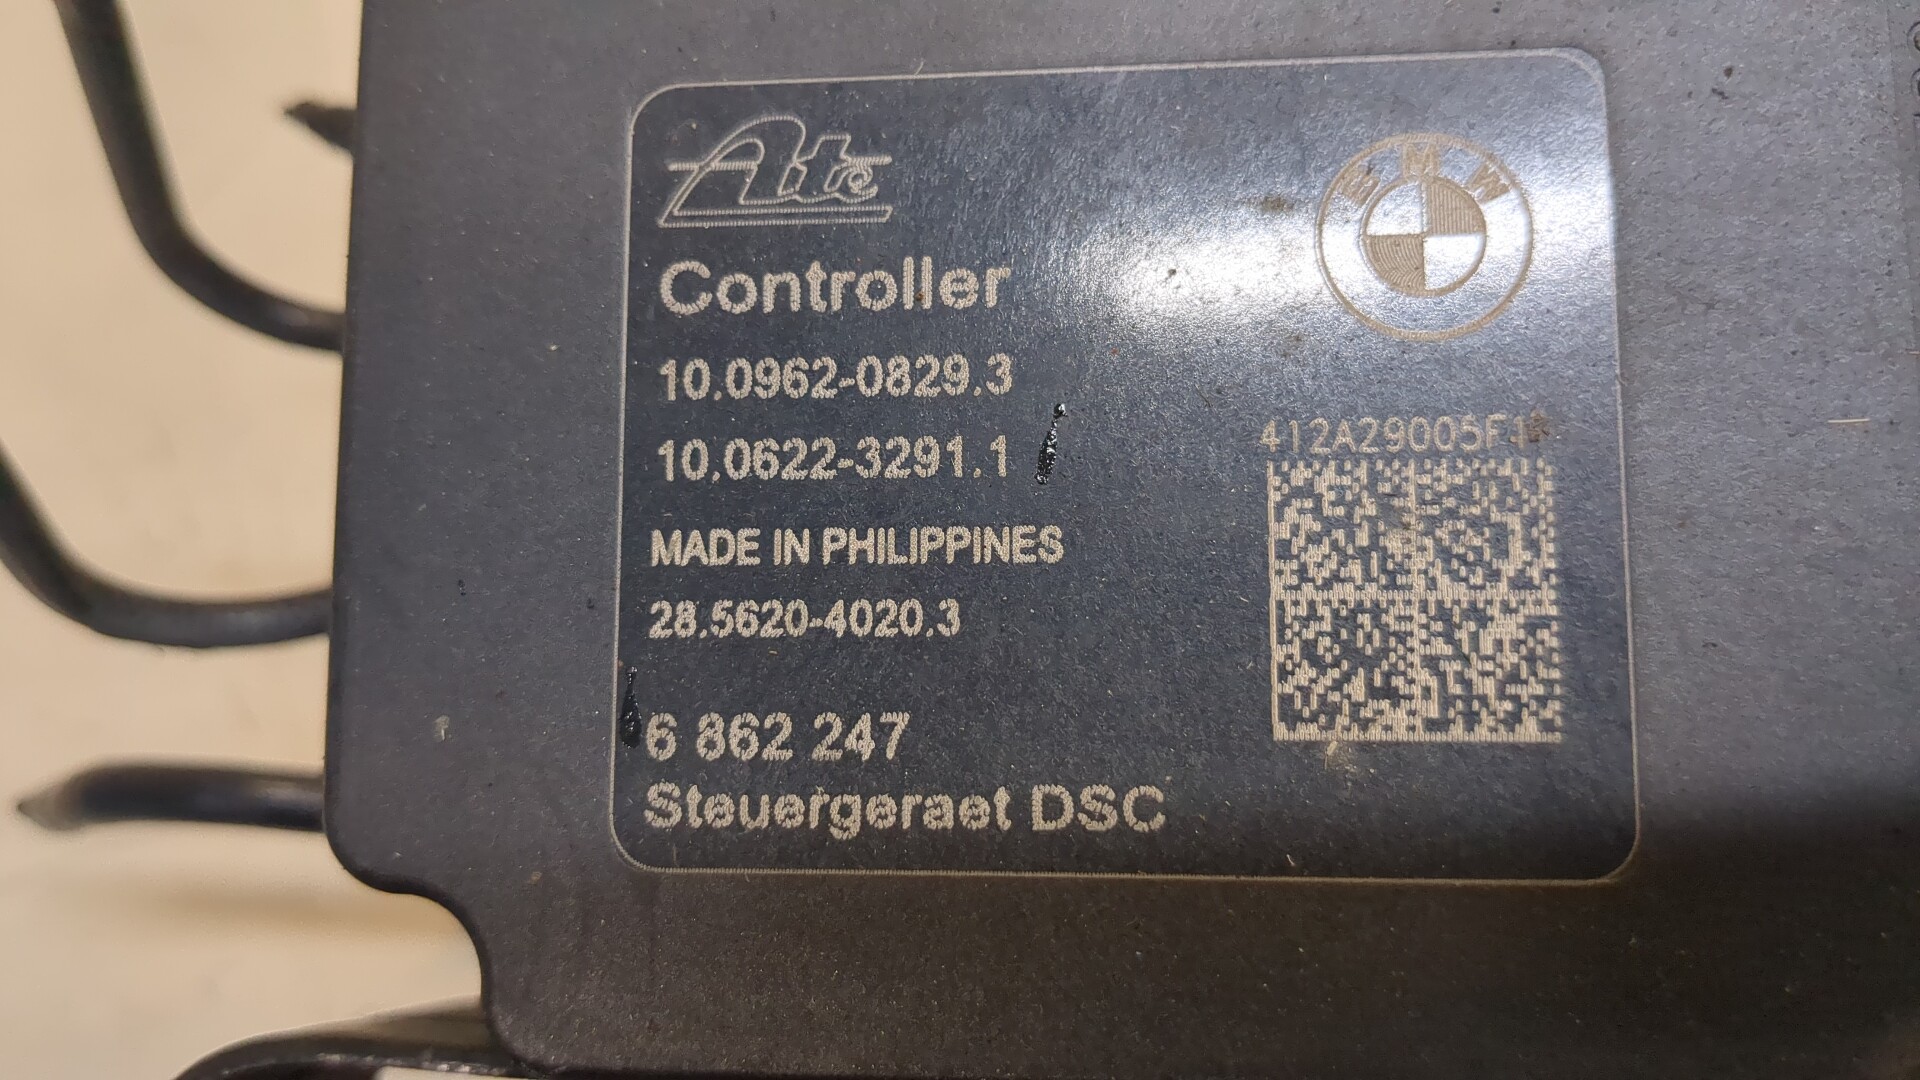 Ate
BMW
Controller
10.0962-0829.3
10.0622-3291.1
412A29005F
MADE IN PHILIPPINES
28.5620-4020.3
6 862 247
Steuergeraet DSC